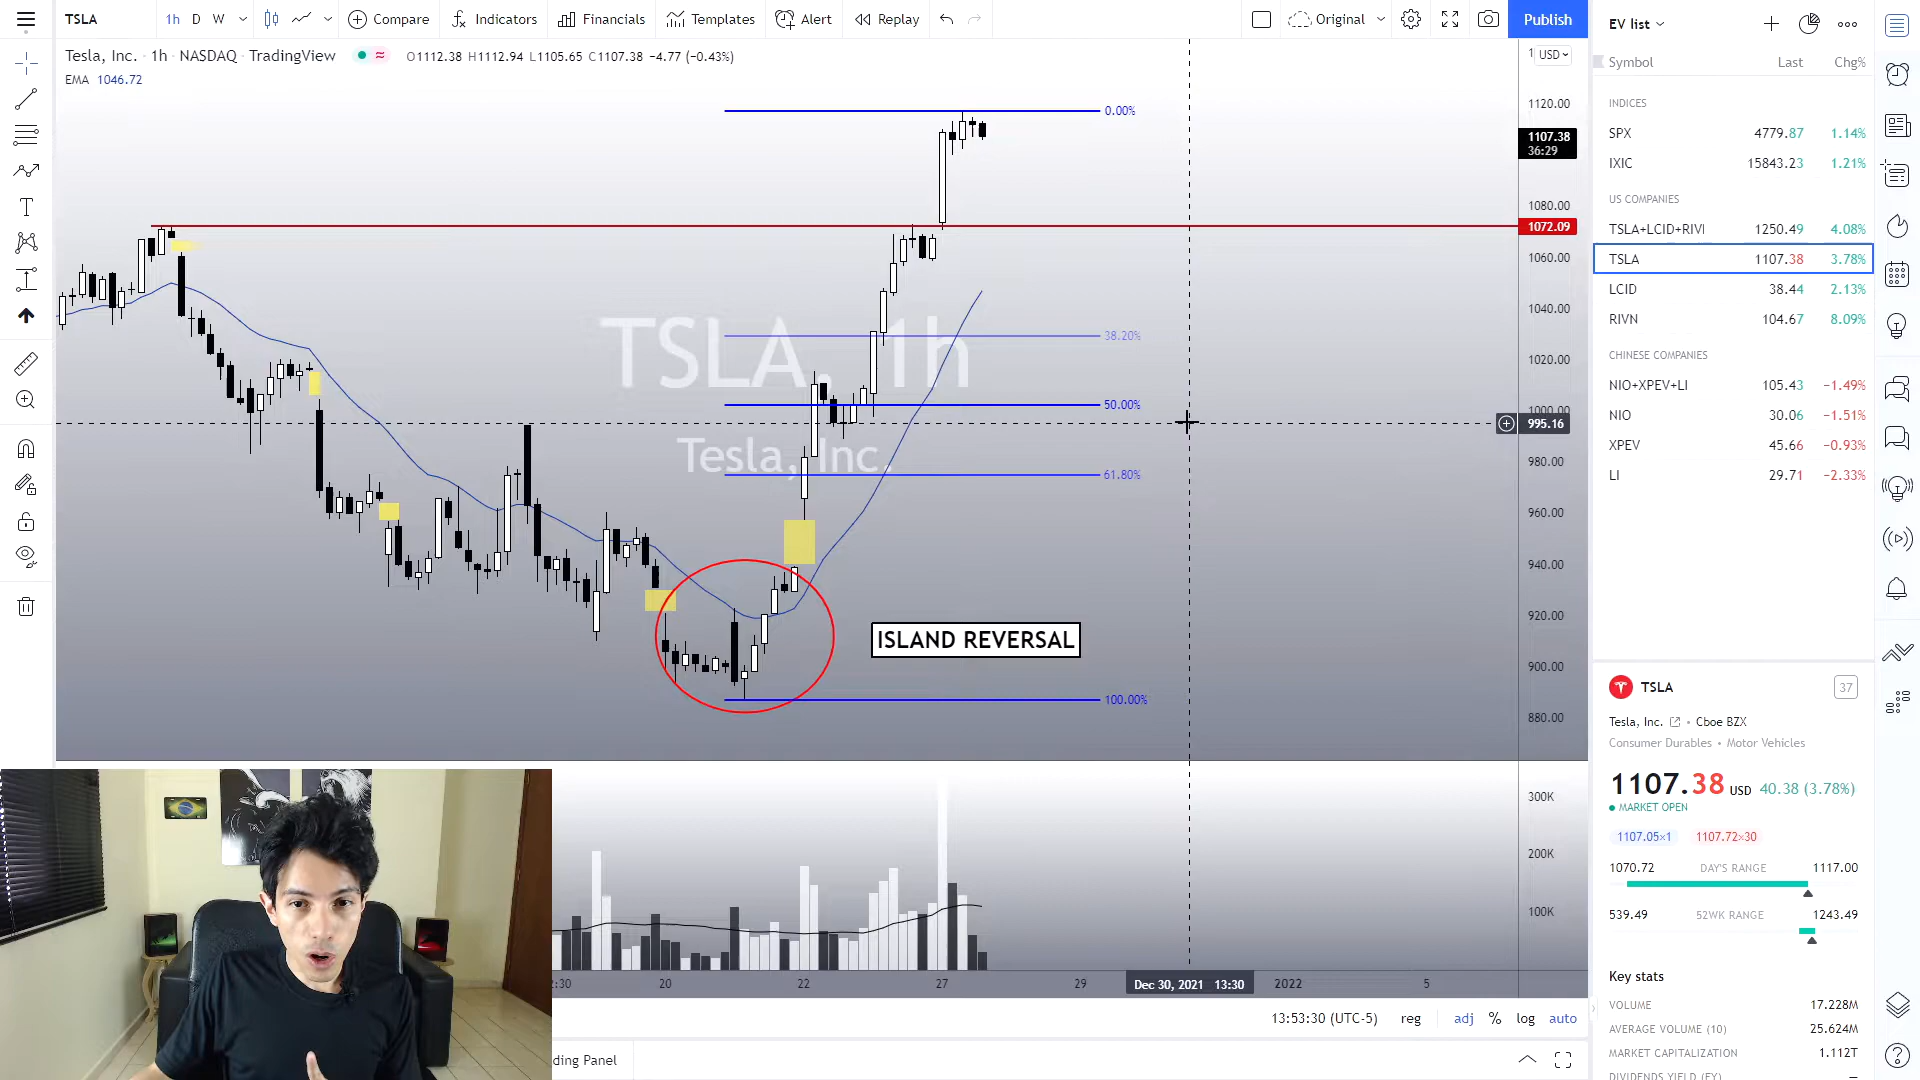 TSLA 1h D W Compare Indicators Financials Templates Alert Replay Original Publish
Tesla, Inc. · 1h · NASDAQ · TradingView O1112.38 H1112.94 L1105.65 C1107.38 −4.77 (−0.43%)
EMA 1046.72
USD
1120.00
1107.38
36:29
1080.00
1072.09
1060.00
1040.00
1020.00
1000.00
995.16
980.00
960.00
940.00
920.00
900.00
880.00
300K
200K
100K
0.00%
38.20%
50.00%
61.80%
100.00%
TSLA, 1h
Tesla, Inc.
ISLAND REVERSAL
20 22 27 29 Dec 30, 2021 13:30 2022 5
13:53:30 (UTC-5) reg adj % log auto
ding Panel
EV list
Symbol Last Chg%
INDICES
SPX 4779.87 1.14%
IXIC 15843.23 1.21%
US COMPANIES
TSLA+LCID+RIVI 1250.49 4.08%
TSLA 1107.38 3.78%
LCID 38.44 2.13%
RIVN 104.67 8.09%
CHINESE COMPANIES
NIO+XPEV+LI 105.43 −1.49%
NIO 30.06 −1.51%
XPEV 45.66 −0.93%
LI 29.71 −2.33%
TSLA 37
Tesla, Inc. • Cboe BZX
Consumer Durables • Motor Vehicles
1107.38 USD 40.38 (3.78%)
MARKET OPEN
1107.05×1 1107.72×30
1070.72 DAY'S RANGE 1117.00
539.49 52WK RANGE 1243.49
Key stats
VOLUME 17.228M
AVERAGE VOLUME (10) 25.624M
MARKET CAPITALIZATION 1.112T
DIVIDENDS YIELD (FY) —